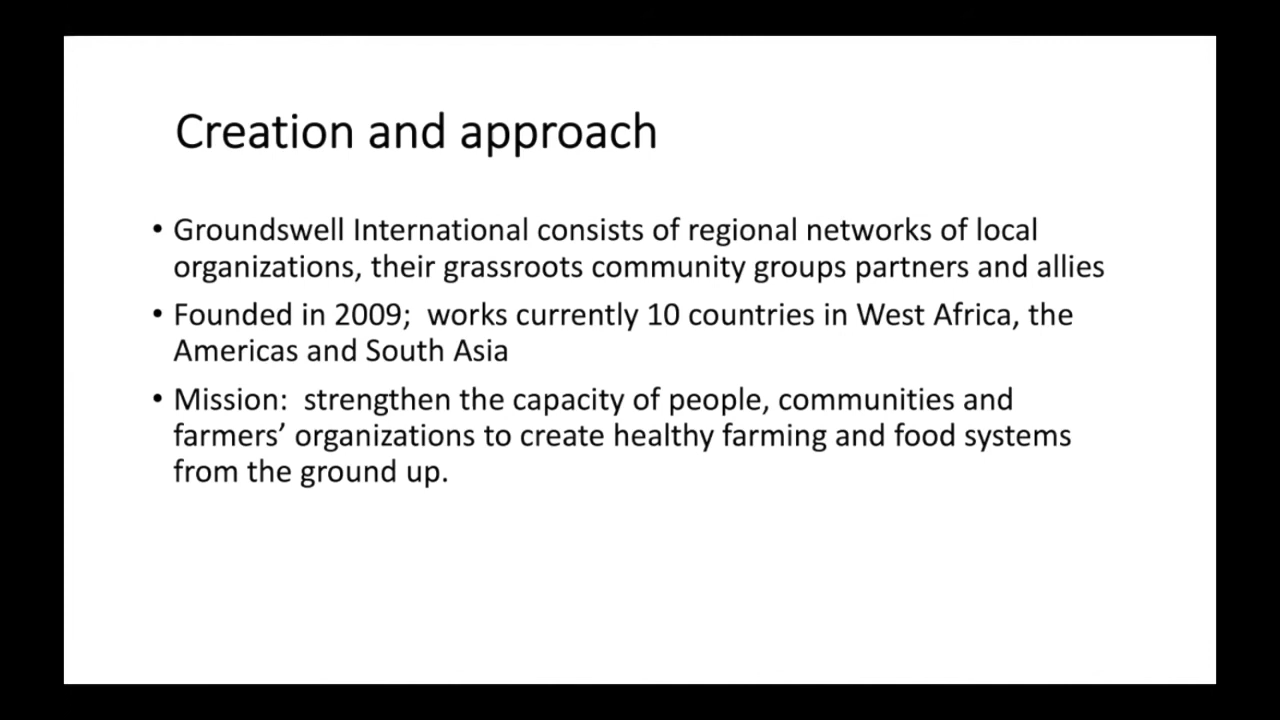 Creation and approach
• Groundswell International consists of regional networks of local
organizations, their grassroots community groups partners and allies
• Founded in 2009;  works currently 10 countries in West Africa, the
Americas and South Asia
• Mission:  strengthen the capacity of people, communities and
farmers’ organizations to create healthy farming and food systems
from the ground up.